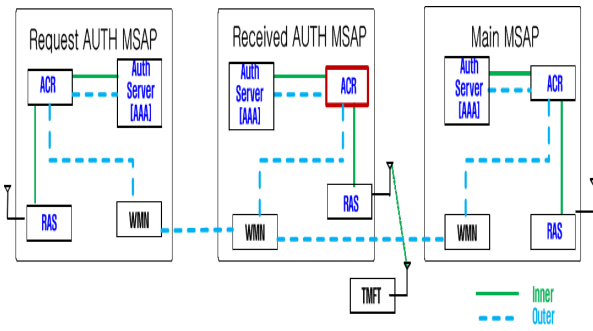 Request AUTH MSAP
ACR
Auth
Server
[AAA]
RAS
WMN
Received AUTH MSAP
Auth
Server
[AAA]
ACR
RAS
WMN
Main MSAP
Auth
Server
[AAA]
ACR
WMN
RAS
TMFT
Inner
Outer